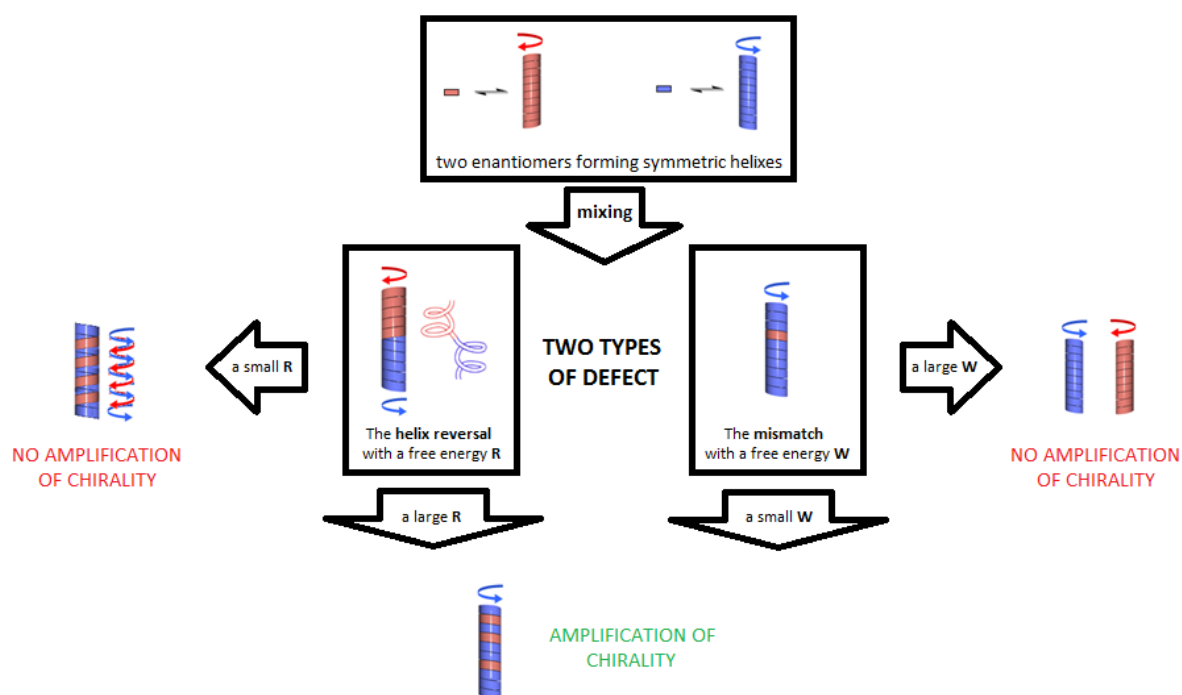 two enantiomers forming symmetric helixes
mixing
TWO TYPES
OF DEFECT
a small R
The helix reversal
with a free energy R
The mismatch
with a free energy W
a large W
NO AMPLIFICATION
OF CHIRALITY
NO AMPLIFICATION
OF CHIRALITY
a large R
a small W
AMPLIFICATION OF
CHIRALITY